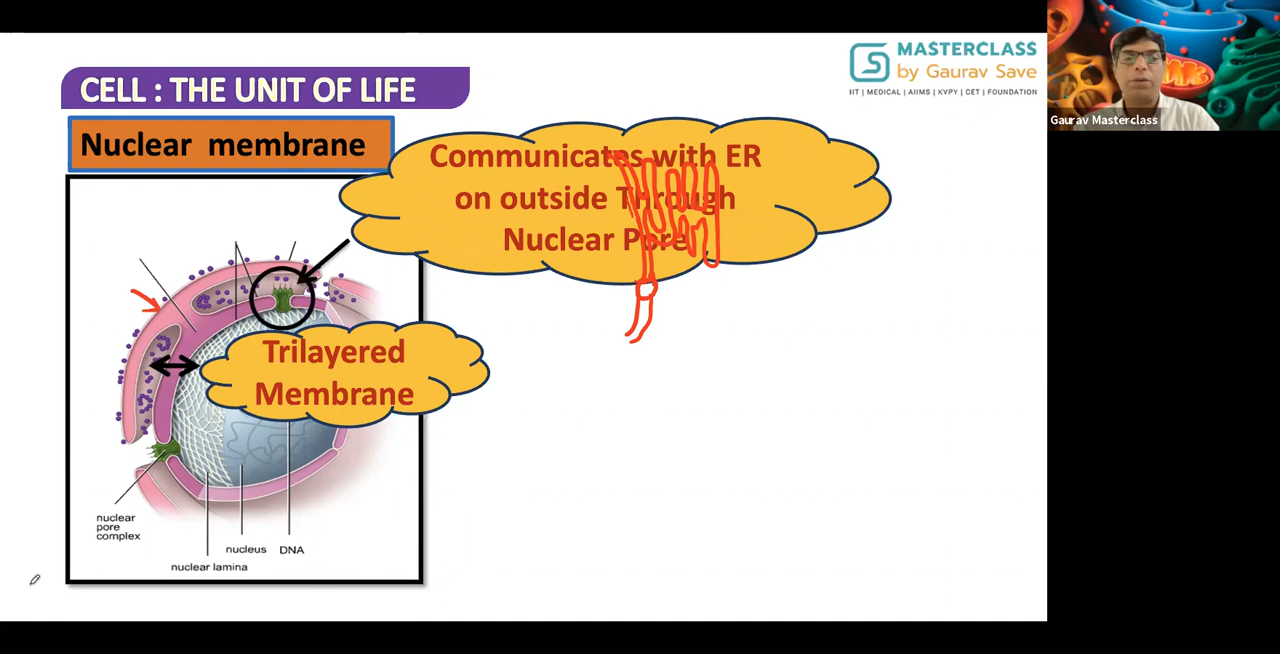 MASTERCLASS
by Gaurav Save
IIT | MEDICAL | AIIMS | KVPY | CET | FOUNDATION
Gaurav Masterclass
CELL : THE UNIT OF LIFE
Nuclear membrane
Communicates with ER
on outside Through
Nuclear Pore
Trilayered
Membrane
nuclear
pore
complex
nucleus DNA
nuclear lamina